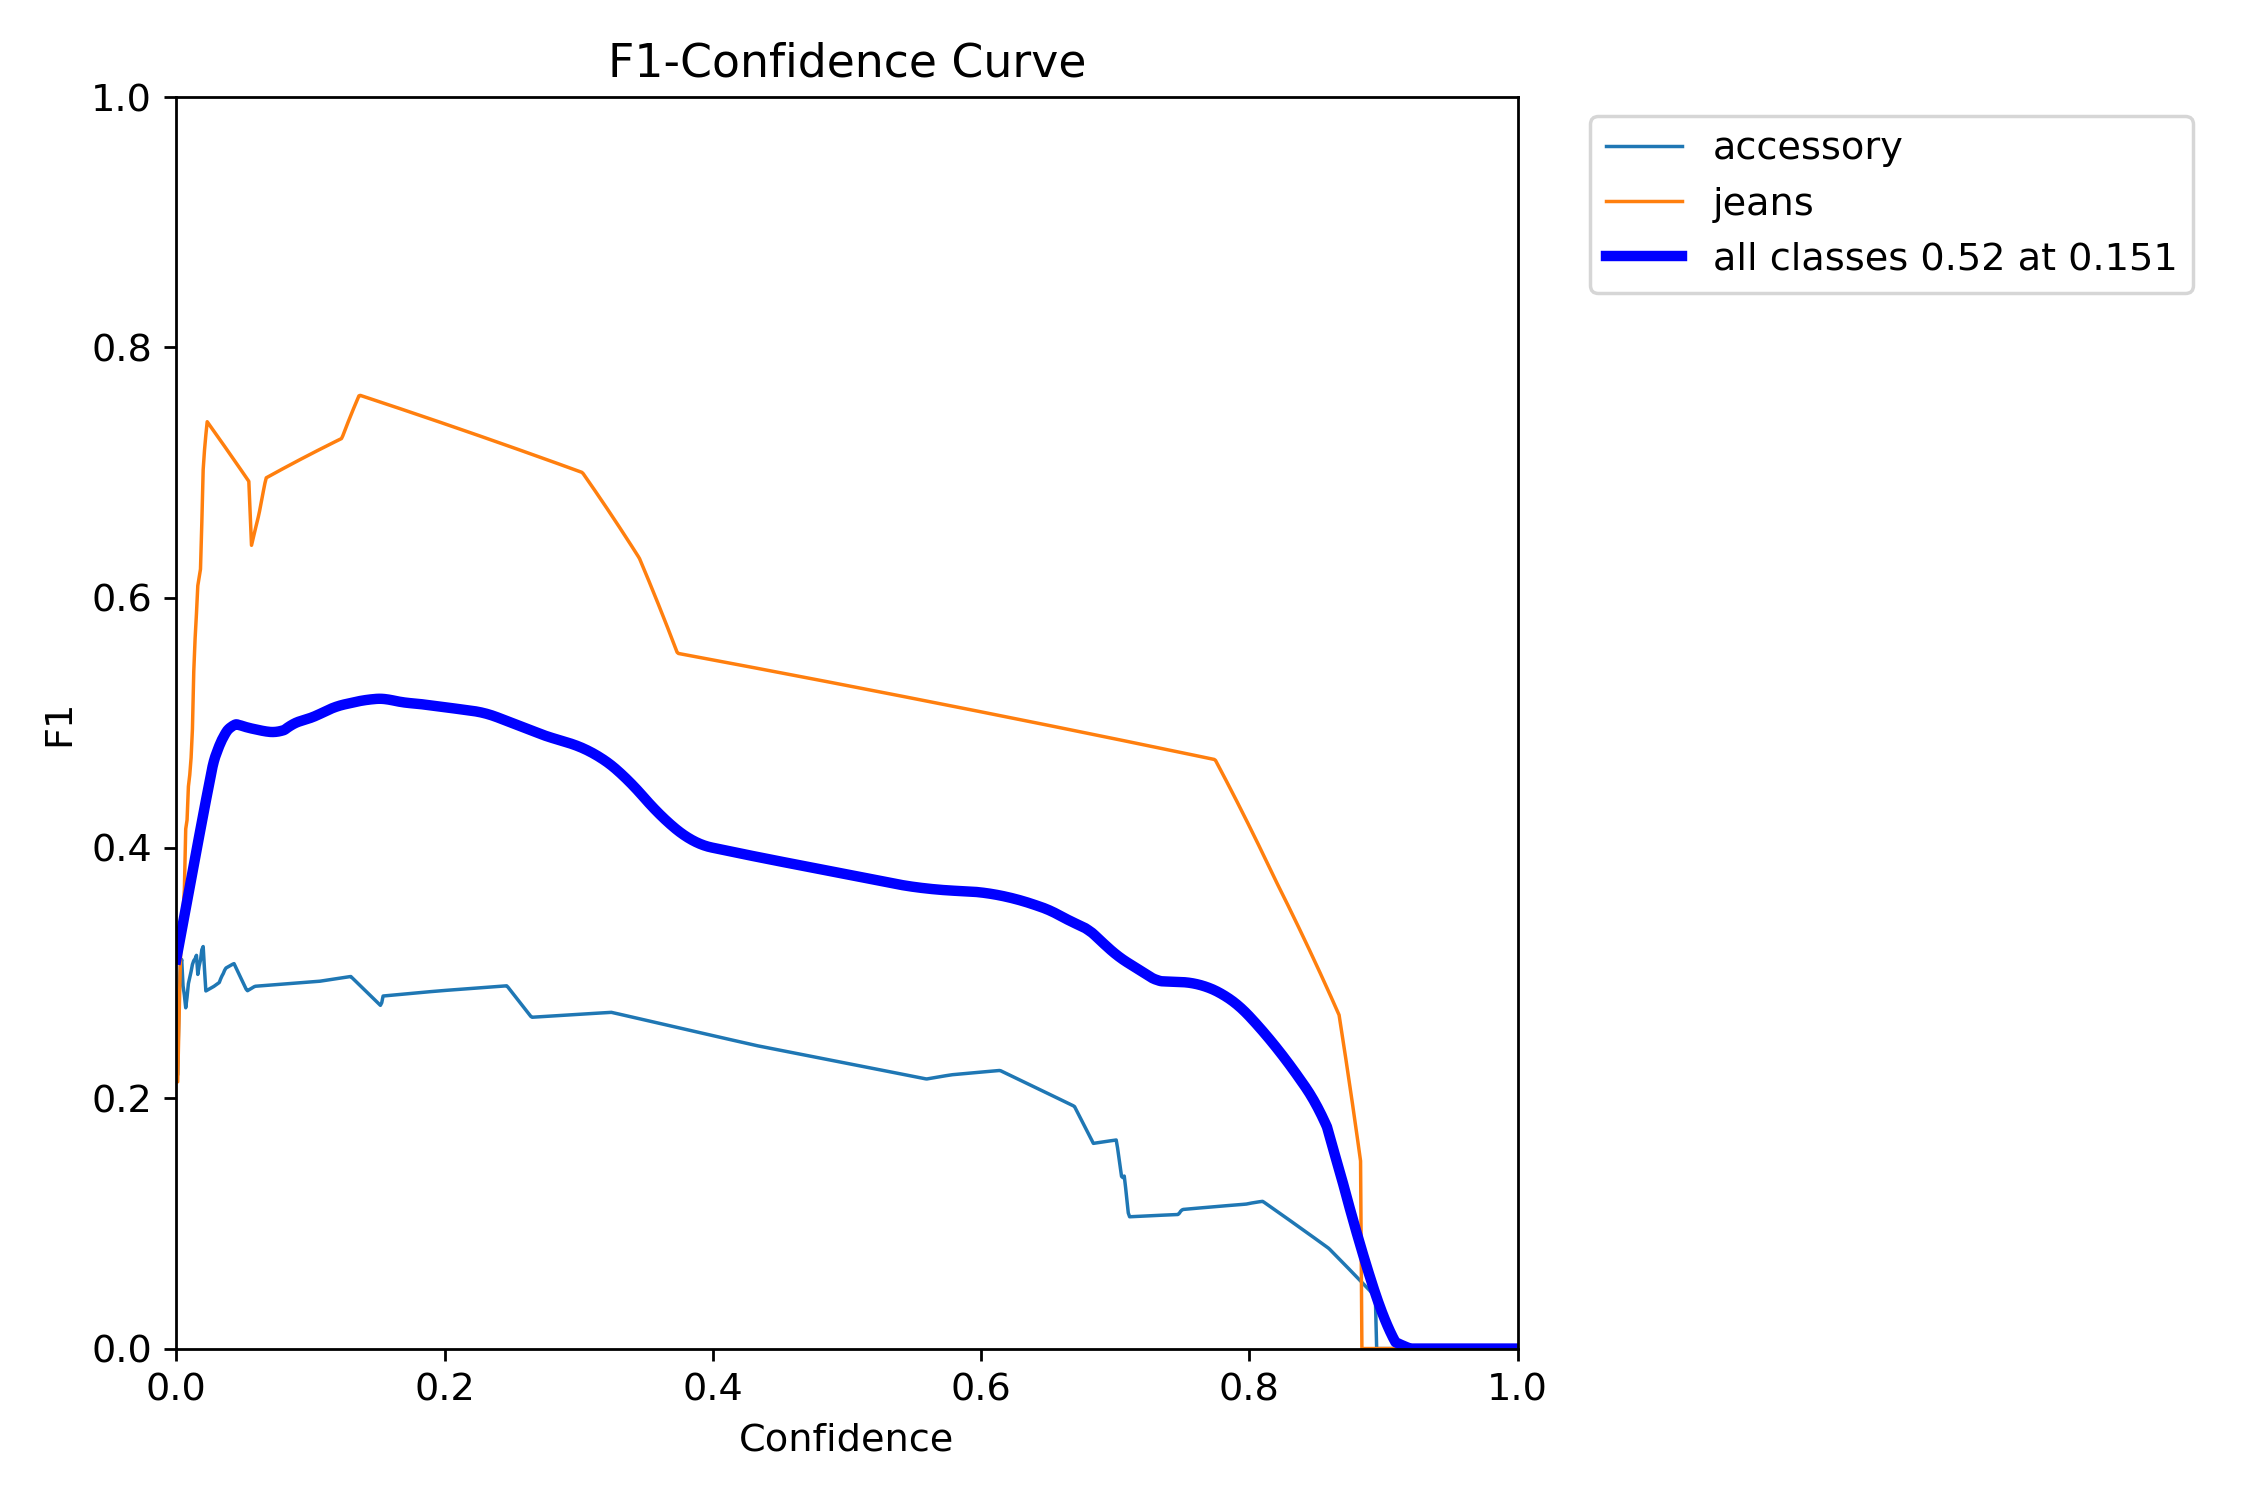 F1-Confidence Curve
1.0
0.8
0.6
0.4
0.2
0.0
F1
0.0 0.2 0.4 0.6 0.8 1.0
Confidence
accessory
jeans
all classes 0.52 at 0.151